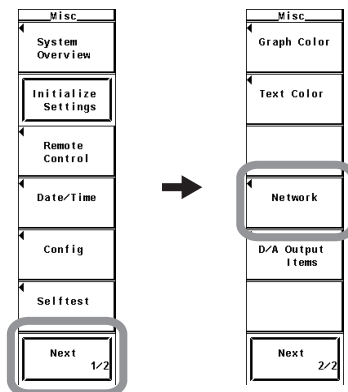 Misc
System
Overview
Initialize
Settings
Remote
Control
Date/Time
Config
Selftest
Next
1/2
Misc
Graph Color
Text Color
Network
D/A Output
Items
Next
2/2